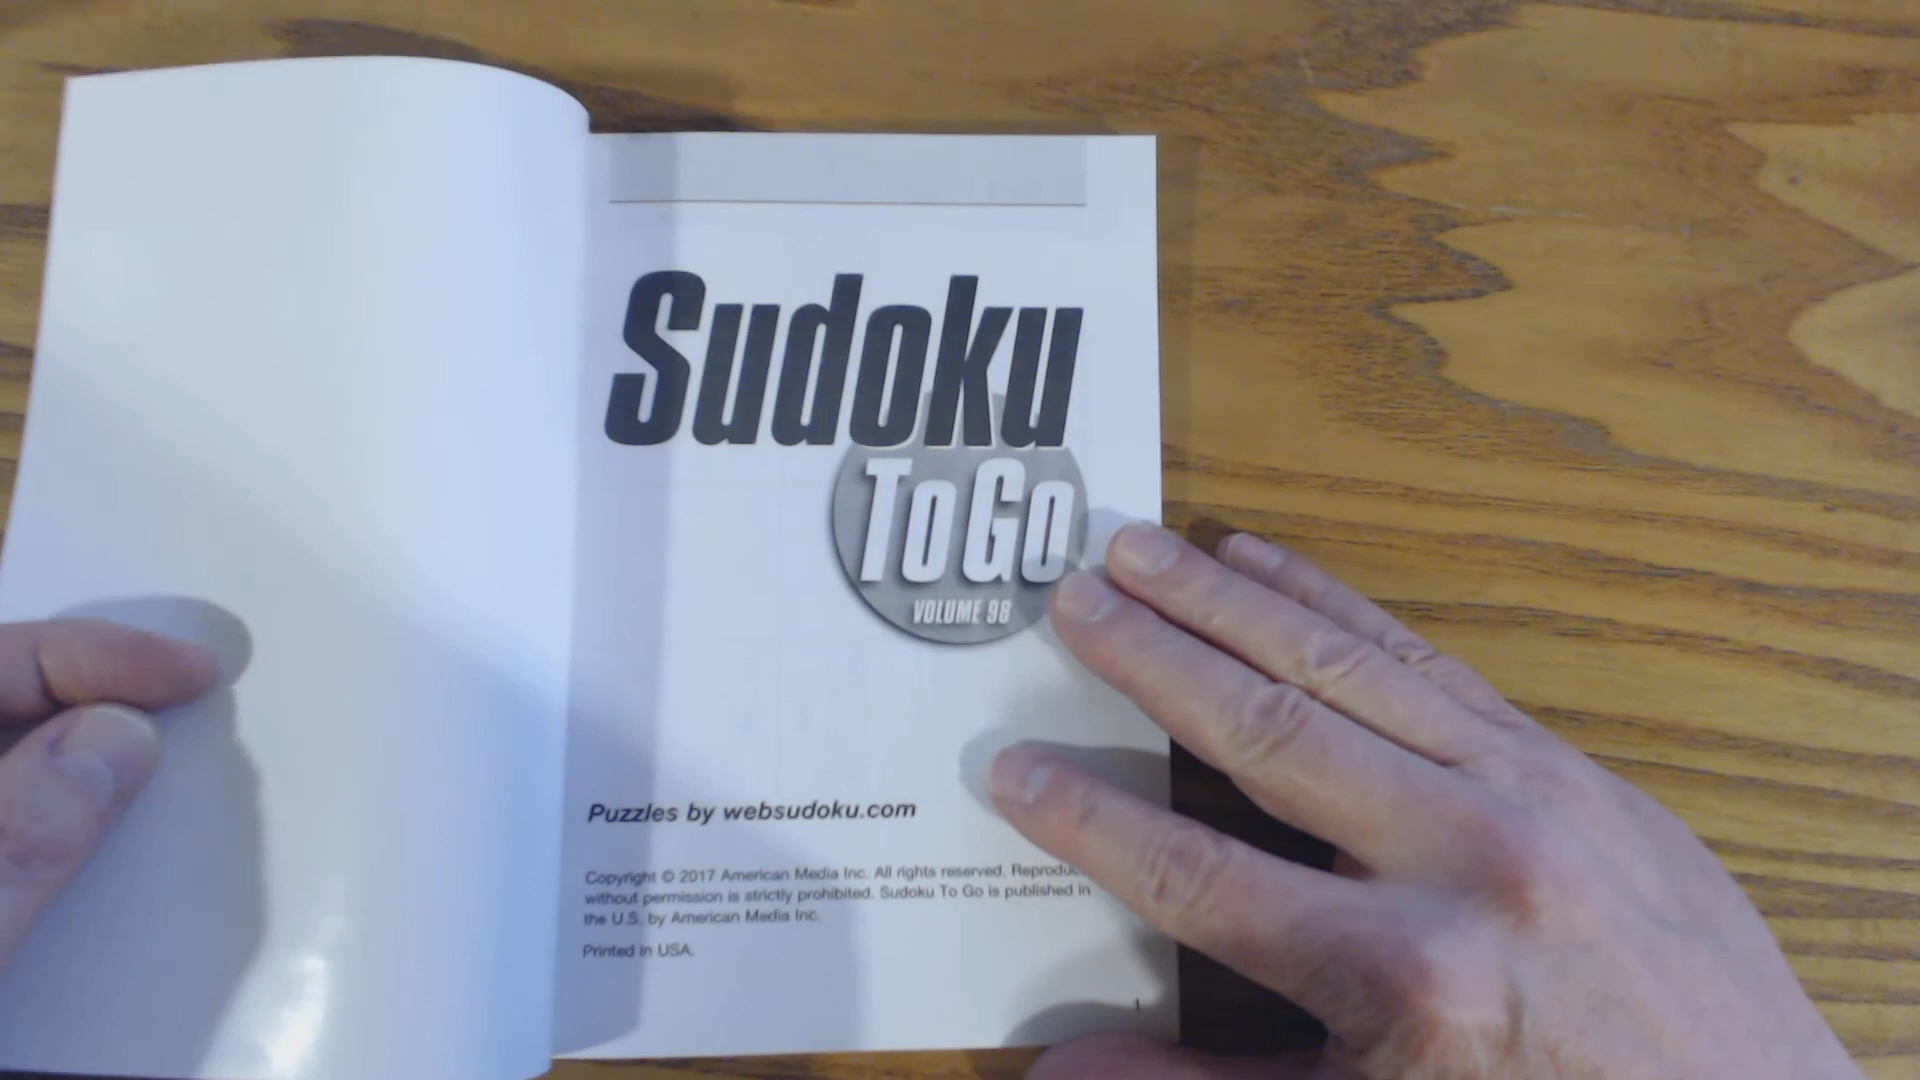 Sudoku
To Go
VOLUME 98
Puzzles by websudoku.com
Copyright © 2017 American Media Inc. All rights reserved. Reproduc
without permission is strictly prohibited. Sudoku To Go is published in
the U.S. by American Media Inc.
Printed in USA.
1